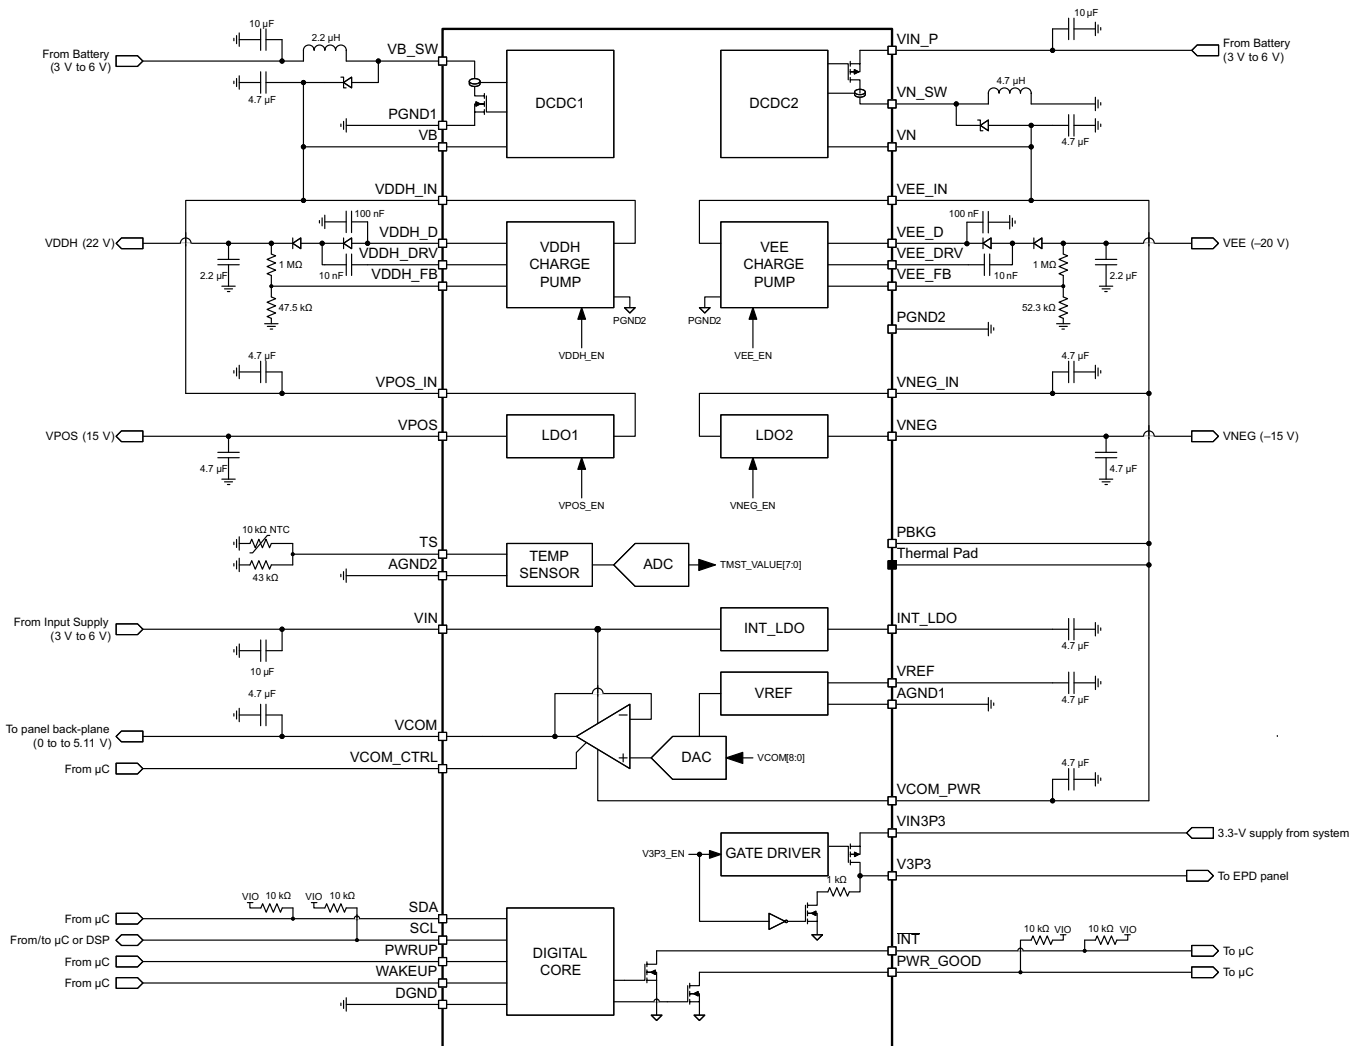 10 µF
2.2 µH
From Battery
(3 V to 6 V)
VB_SW
4.7 µF
PGND1
VB
DCDC1
DCDC2
VIN_P
10 µF
From Battery
(3 V to 6 V)
VN_SW
4.7 µH
VN
4.7 µF
VDDH_IN
100 nF
VDDH (22 V)
VDDH_D
VDDH_DRV
VDDH_FB
2.2 µF
1 MΩ
10 nF
47.5 kΩ
VDDH
CHARGE
PUMP
PGND2
VDDH_EN
VEE
CHARGE
PUMP
PGND2
VEE_EN
VEE_IN
100 nF
VEE_D
VEE_DRV
VEE_FB
10 nF
1 MΩ
2.2 µF
52.3 kΩ
VEE (–20 V)
PGND2
4.7 µF
VPOS_IN
VPOS (15 V)
VPOS
4.7 µF
LDO1
VPOS_EN
LDO2
VNEG_EN
VNEG_IN
4.7 µF
VNEG
VNEG (–15 V)
4.7 µF
10 kΩ NTC
43 kΩ
TS
AGND2
TEMP
SENSOR
ADC
TMST_VALUE[7:0]
PBKG
Thermal Pad
From Input Supply
(3 V to 6 V)
VIN
10 µF
INT_LDO
INT_LDO
4.7 µF
VREF
VREF
AGND1
4.7 µF
4.7 µF
To panel back-plane
(0 to to 5.11 V)
VCOM
From µC
VCOM_CTRL
–
+
DAC
VCOM[8:0]
VCOM_PWR
4.7 µF
VIN3P3
3.3-V supply from system
V3P3_EN
GATE DRIVER
V3P3
To EPD panel
1 kΩ
VIO
10 kΩ
VIO
10 kΩ
From µC
SDA
From/to µC or DSP
SCL
From µC
PWRUP
From µC
WAKEUP
DGND
DIGITAL
CORE
INT
10 kΩ
VIO
10 kΩ
VIO
To µC
PWR_GOOD
To µC